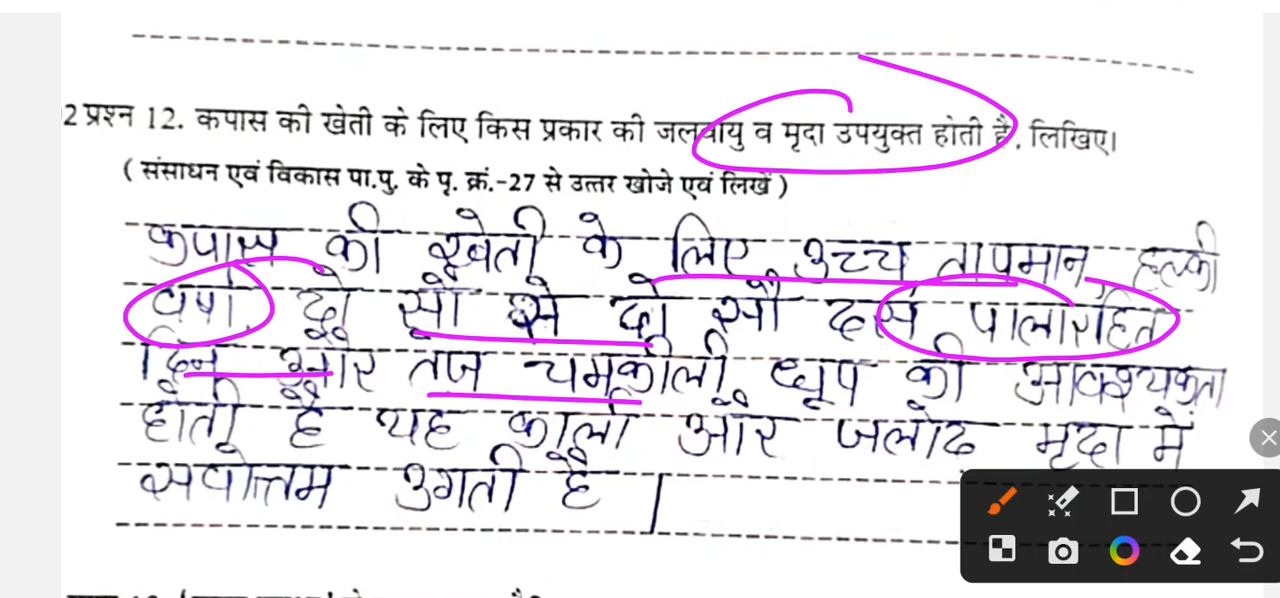 2 प्रश्न 12. कपास की खेती के लिए किस प्रकार की जलवायु व मृदा उपयुक्त होती है, लिखिए।
( संसाधन एवं विकास पा.पु. के पृ. क्रं.-27 से उत्तर खोजे एवं लिखें )
कपास की खेती के लिए उच्च तापमान, हल्की
वर्षा दो सौ से दो सौ दस पालारहित
दिन और तेज चमकीली धूप की आवश्यकता
होती है यह काली और जलोढ मृदा में
सर्वोत्तम उगती है |